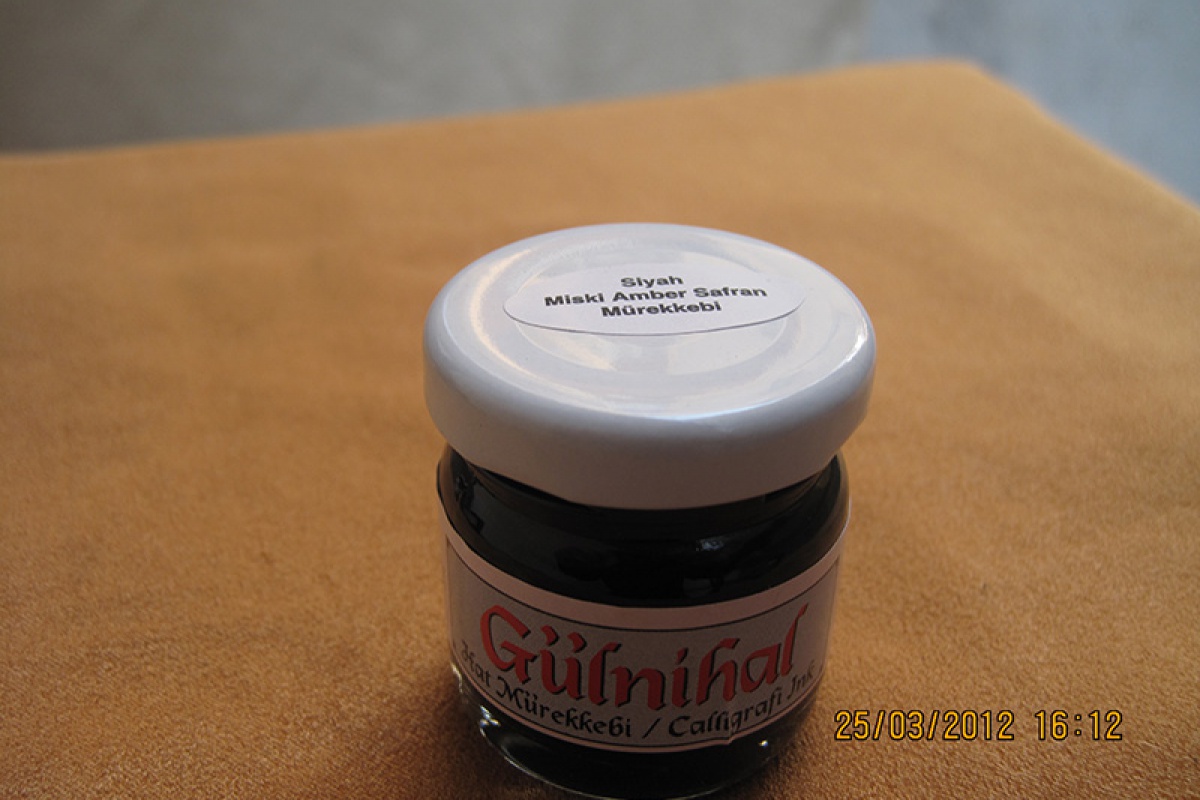 Siyah
Miski Amber Safran
Mürekkebi
Gülnihal
Hat Mürekkebi / Calligrafi Ink
25/03/2012 16:12